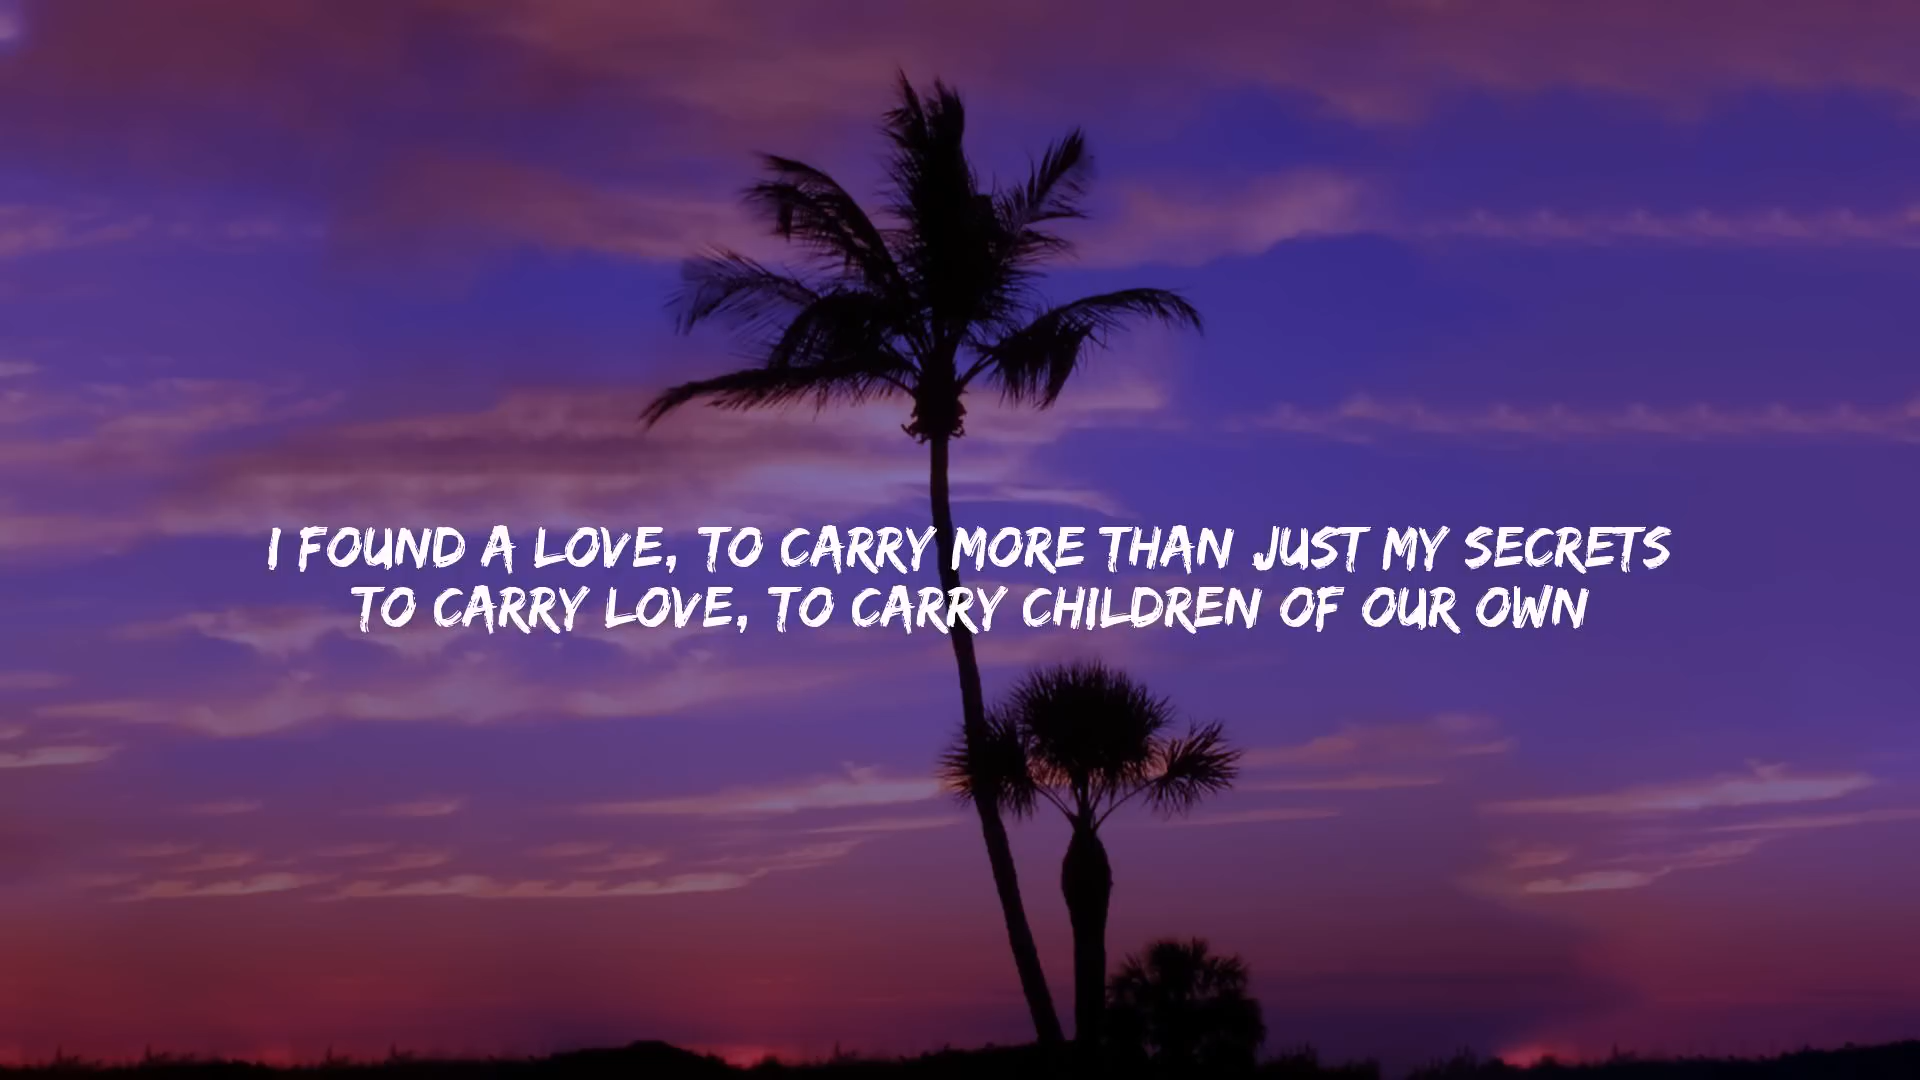 I FOUND A LOVE, TO CARRY MORE THAN JUST MY SECRETS
TO CARRY LOVE, TO CARRY CHILDREN OF OUR OWN